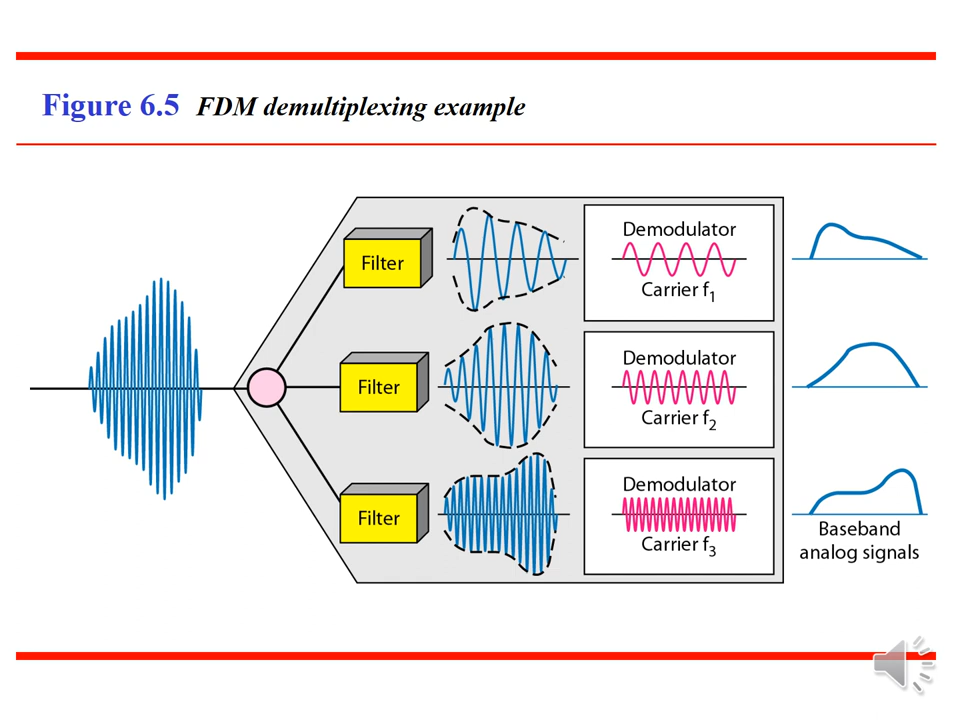 Figure 6.5 FDM demultiplexing example
Filter
Demodulator
Carrier f1
Filter
Demodulator
Carrier f2
Filter
Demodulator
Carrier f3
Baseband
analog signals